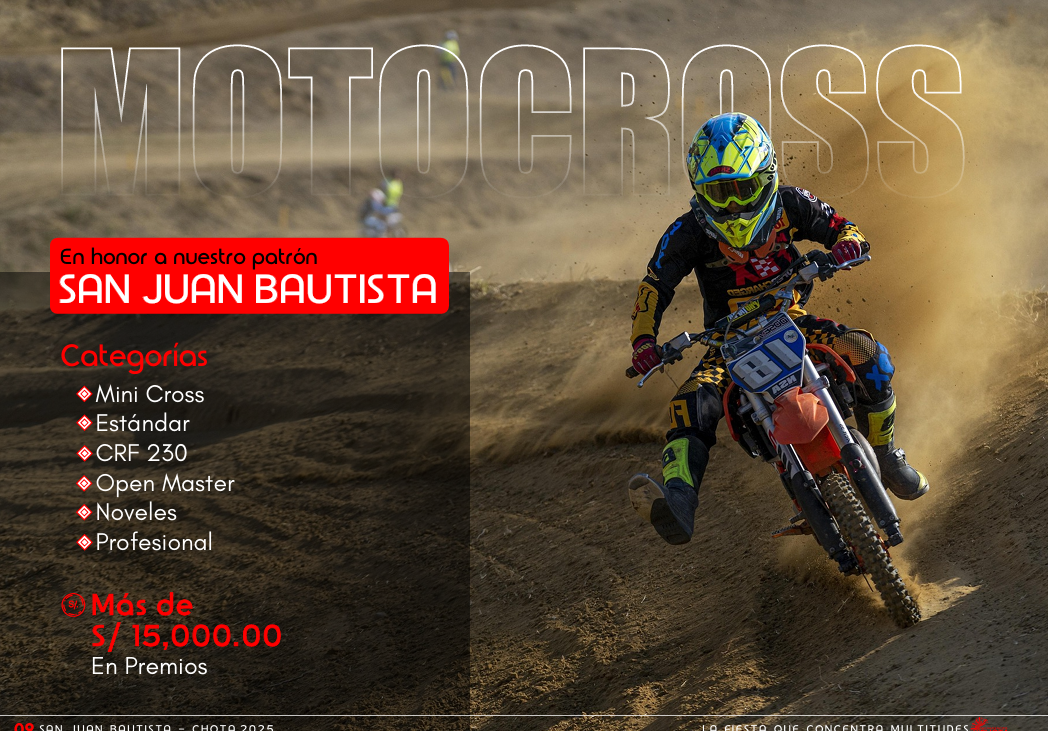 MOTOCROSS
En honor a nuestro patrón
SAN JUAN BAUTISTA
Categorías
Mini Cross
Estándar
CRF 230
Open Master
Noveles
Profesional
Más de
S/ 15,000.00
En Premios
81
SAN JUAN BAUTISTA - CHOTA 2025
LA FIESTA QUE CONCENTRA MULTITUDES